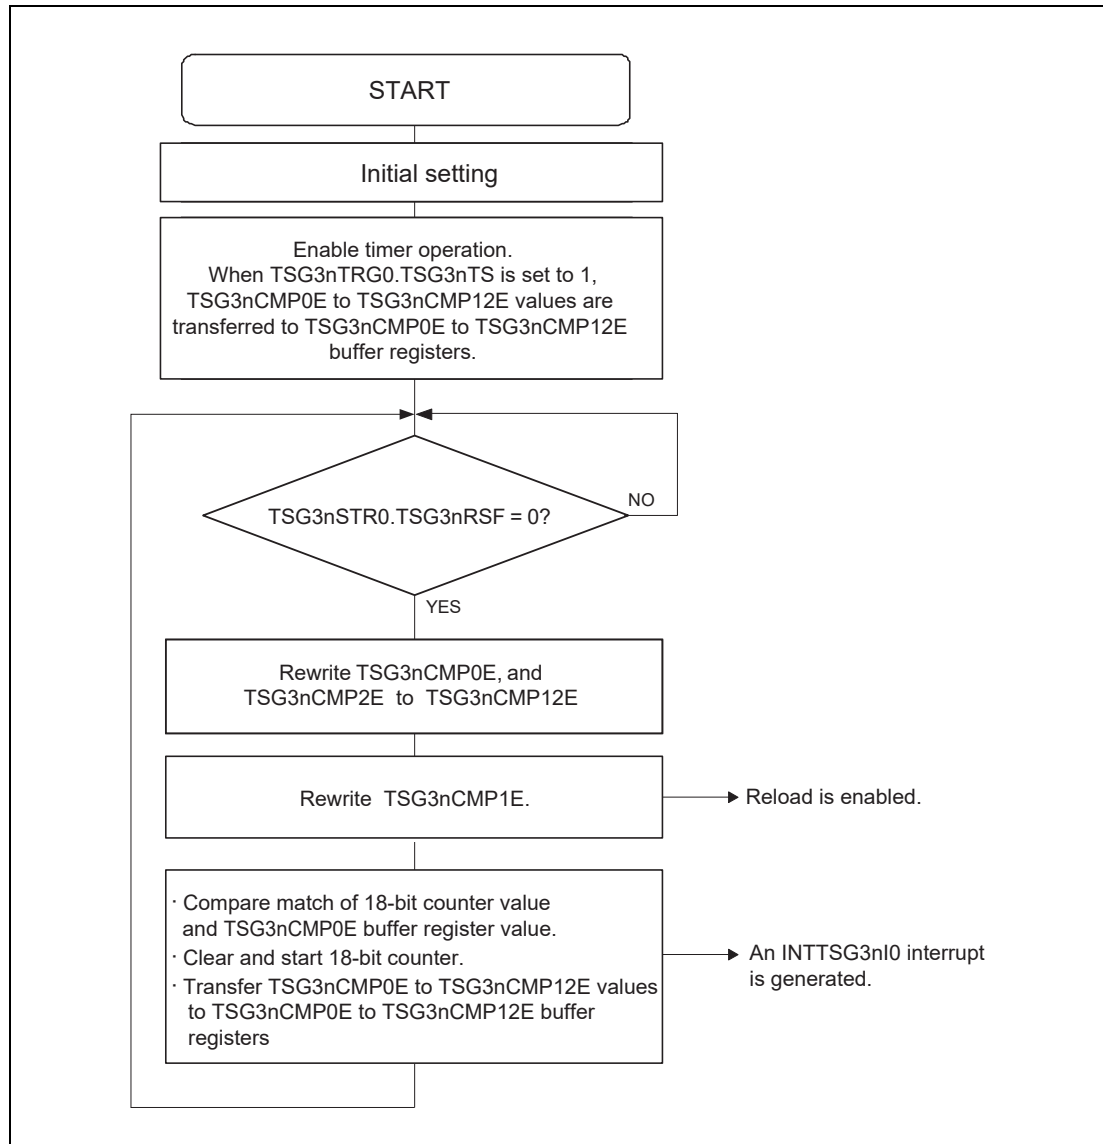 START
Initial setting
Enable timer operation.
When TSG3nTRG0.TSG3nTS is set to 1,
TSG3nCMP0E to TSG3nCMP12E values are
transferred to TSG3nCMP0E to TSG3nCMP12E
buffer registers.
TSG3nSTR0.TSG3nRSF = 0?
NO
YES
Rewrite TSG3nCMP0E, and
TSG3nCMP2E to TSG3nCMP12E
Rewrite TSG3nCMP1E.
Reload is enabled.
· Compare match of 18-bit counter value
and TSG3nCMP0E buffer register value.
· Clear and start 18-bit counter.
· Transfer TSG3nCMP0E to TSG3nCMP12E values
to TSG3nCMP0E to TSG3nCMP12E buffer
registers
An INTTSG3nI0 interrupt
is generated.